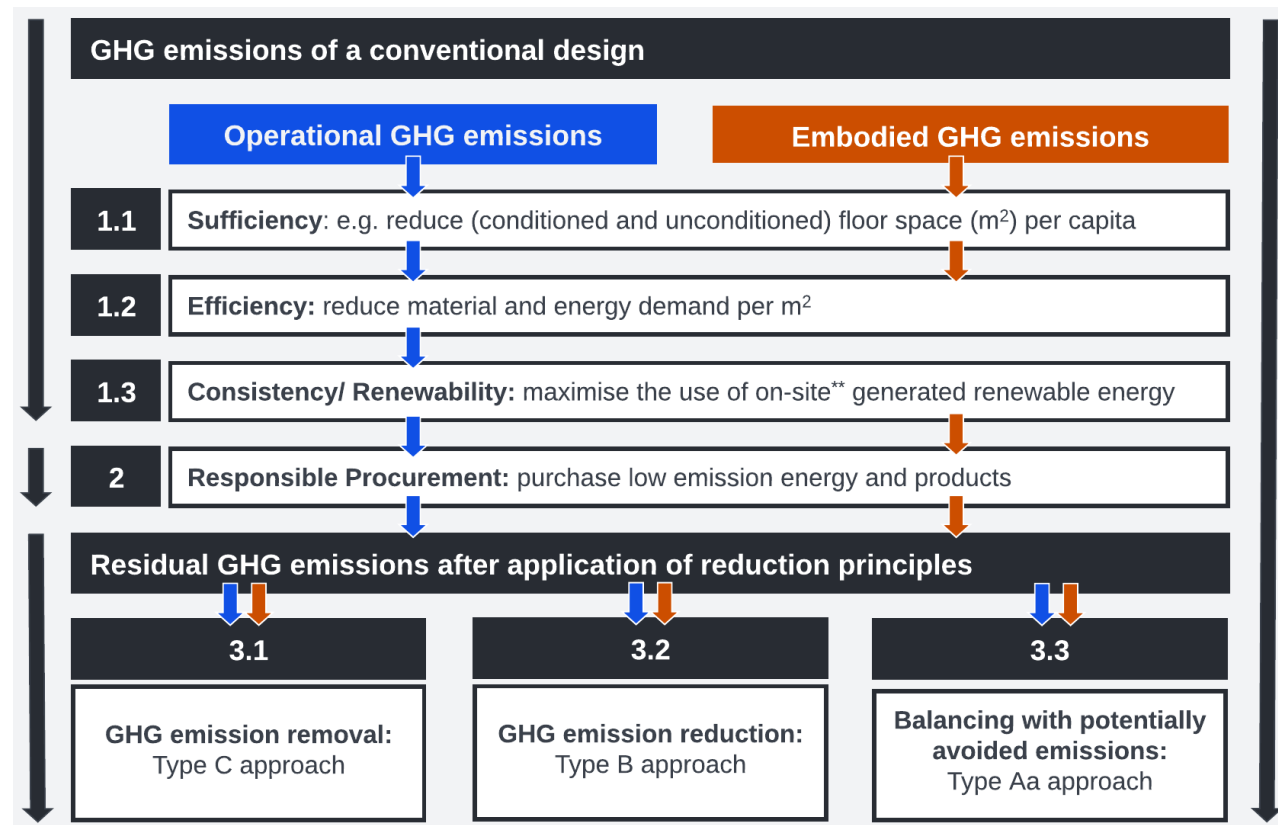 GHG emissions of a conventional design
Operational GHG emissions
Embodied GHG emissions
1.1
Sufficiency: e.g. reduce (conditioned and unconditioned) floor space (m²) per capita
1.2
Efficiency: reduce material and energy demand per m²
1.3
Consistency/ Renewability: maximise the use of on-site** generated renewable energy
2
Responsible Procurement: purchase low emission energy and products
Residual GHG emissions after application of reduction principles
3.1
GHG emission removal:
Type C approach
3.2
GHG emission reduction:
Type B approach
3.3
Balancing with potentially
avoided emissions:
Type Aa approach